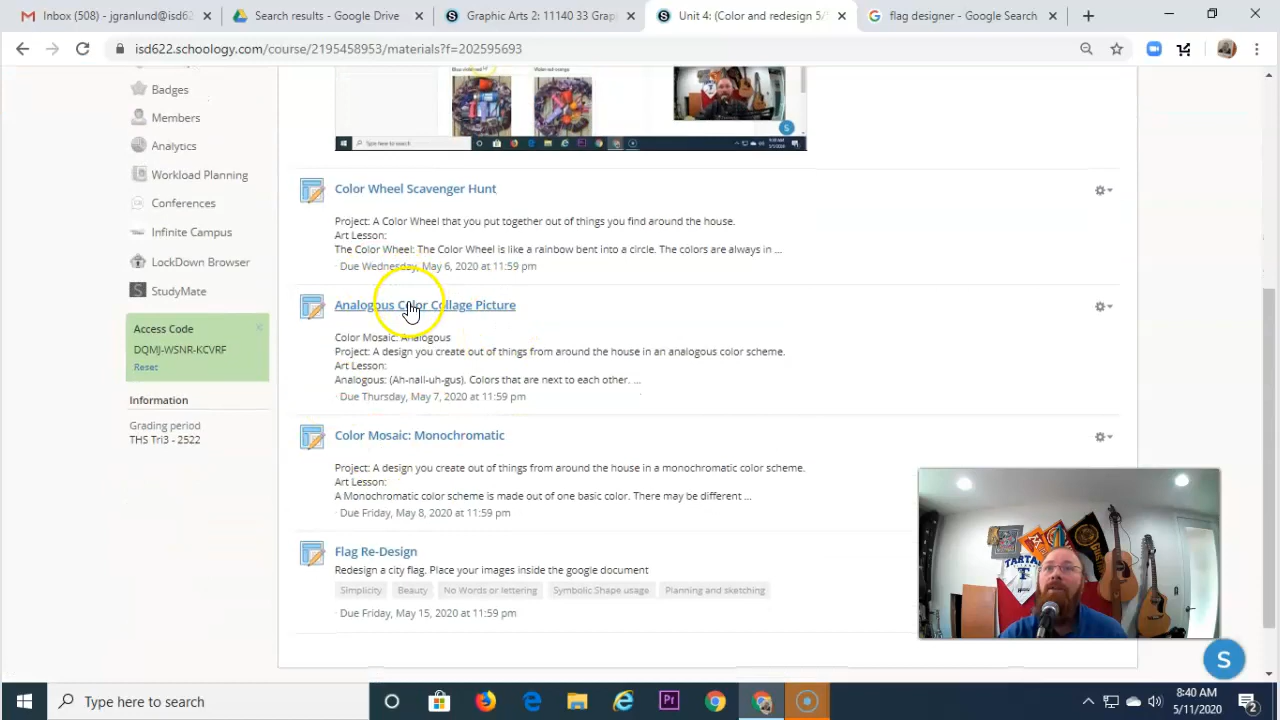 Inbox (508) - jgranlund@isd62
Search results - Google Drive
Graphic Arts 2: 11140 33 Grap
Unit 4: (Color and redesign 5/
flag designer - Google Search
isd622.schoology.com/course/2195458953/materials?f=202595693
Badges
Members
Analytics
Workload Planning
Conferences
Infinite Campus
LockDown Browser
StudyMate
Access Code
DQMJ-WSNR-KCVRF
Reset
Information
Grading period
THS Tri3 - 2522
Type here to search
Color Wheel Scavenger Hunt
Project: A Color Wheel that you put together out of things you find around the house.
Art Lesson:
The Color Wheel: The Color Wheel is like a rainbow bent into a circle. The colors are always in ...
· Due Wednesday, May 6, 2020 at 11:59 pm
Analogous Color Collage Picture
Color Mosaic: Analogous
Project: A design you create out of things from around the house in an analogous color scheme.
Art Lesson:
Analogous: (Ah-nall-uh-gus). Colors that are next to each other. ...
· Due Thursday, May 7, 2020 at 11:59 pm
Color Mosaic: Monochromatic
Project: A design you create out of things from around the house in a monochromatic color scheme.
Art Lesson:
A Monochromatic color scheme is made out of one basic color. There may be different ...
· Due Friday, May 8, 2020 at 11:59 pm
Flag Re-Design
Redesign a city flag. Place your images inside the google document
Simplicity Beauty No Words or lettering Symbolic Shape usage Planning and sketching
· Due Friday, May 15, 2020 at 11:59 pm
TARTA
T
S
Type here to search
Pr
8:40 AM
5/11/2020
2